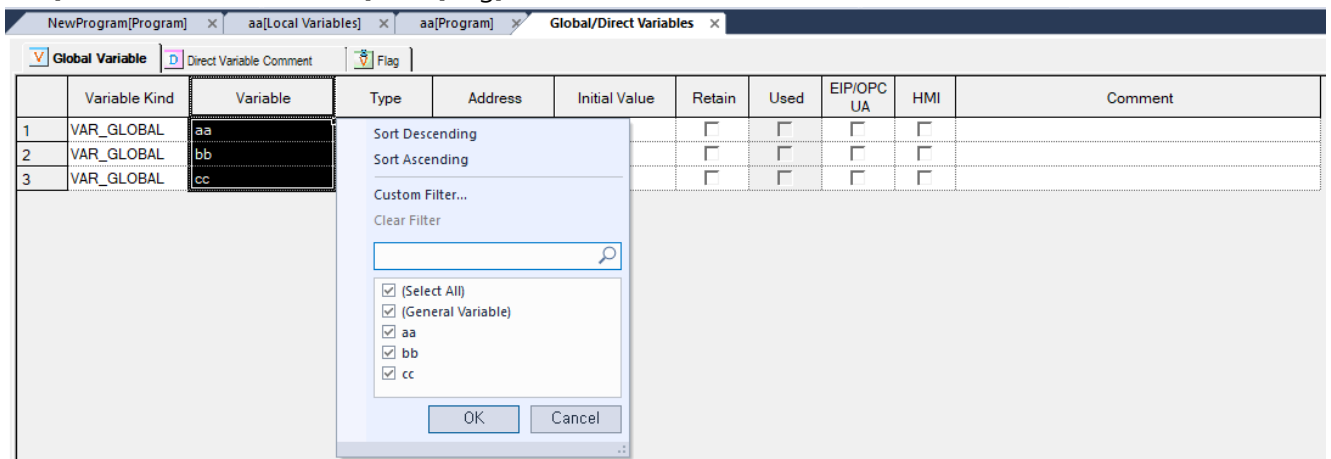 NewProgram[Program] × aa[Local Variables] × aa[Program] × Global/Direct Variables ×
V Global Variable D Direct Variable Comment Flag
Variable Kind Variable Type Address Initial Value Retain Used EIP/OPC UA HMI Comment
1 VAR_GLOBAL aa
2 VAR_GLOBAL bb
3 VAR_GLOBAL cc
Sort Descending
Sort Ascending
Custom Filter...
Clear Filter
(Select All)
(General Variable)
aa
bb
cc
OK Cancel